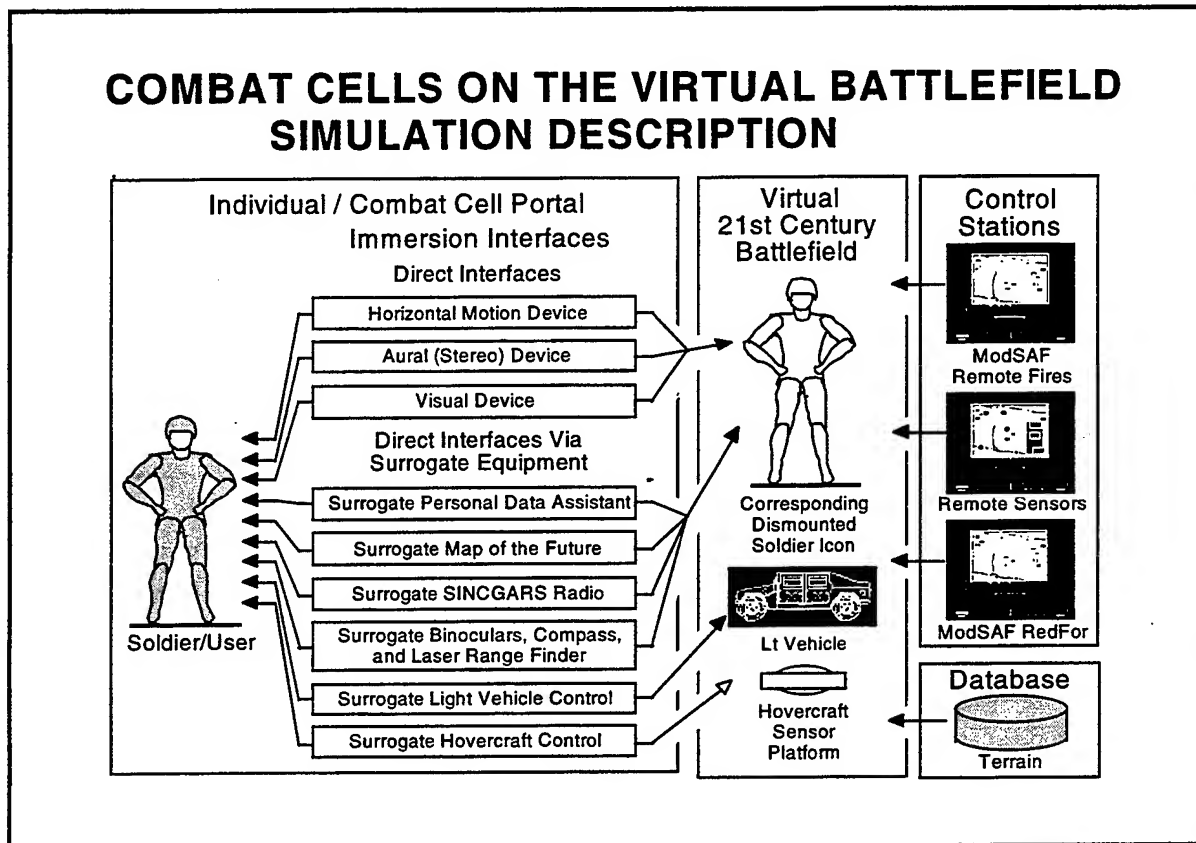 COMBAT CELLS ON THE VIRTUAL BATTLEFIELD
SIMULATION DESCRIPTION
Individual / Combat Cell Portal
Immersion Interfaces
Direct Interfaces
Horizontal Motion Device
Aural (Stereo) Device
Visual Device
Direct Interfaces Via
Surrogate Equipment
Surrogate Personal Data Assistant
Surrogate Map of the Future
Surrogate SINCGARS Radio
Surrogate Binoculars, Compass,
and Laser Range Finder
Surrogate Light Vehicle Control
Surrogate Hovercraft Control
Soldier/User
Virtual
21st Century
Battlefield
Corresponding
Dismounted
Soldier Icon
Lt Vehicle
Hovercraft
Sensor
Platform
Control
Stations
ModSAF
Remote Fires
Remote Sensors
ModSAF RedFor
Database
Terrain